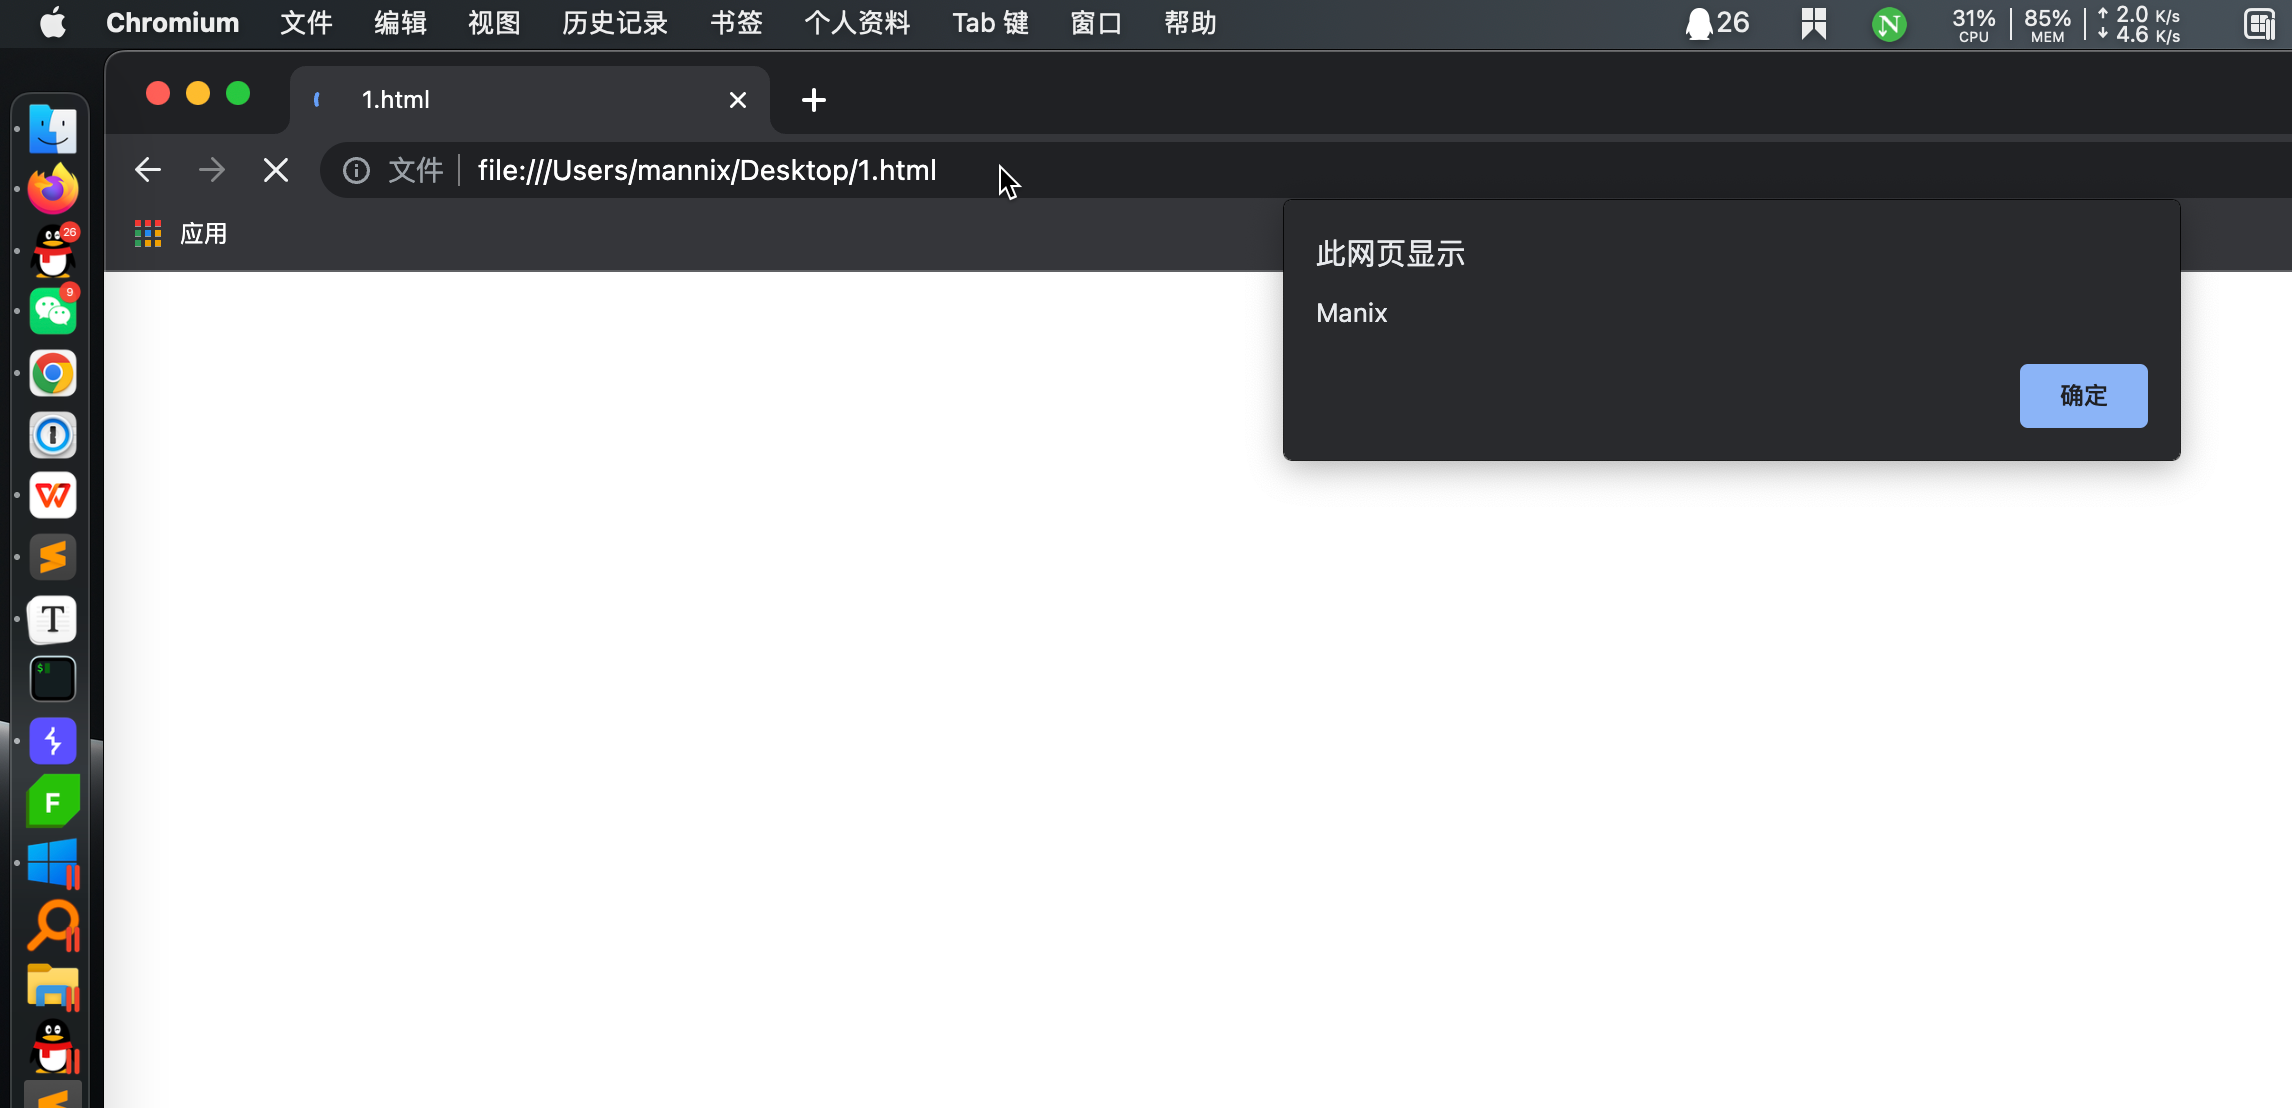 Chromium 文件 编辑 视图 历史记录 书签 个人资料 Tab 键 窗口 帮助 26 N 31% CPU 85% MEM 2.0 K/s 4.6 K/s
1.html
文件 file:///Users/mannix/Desktop/1.html
应用
此网页显示
Manix
确定
26
9
T
$
F